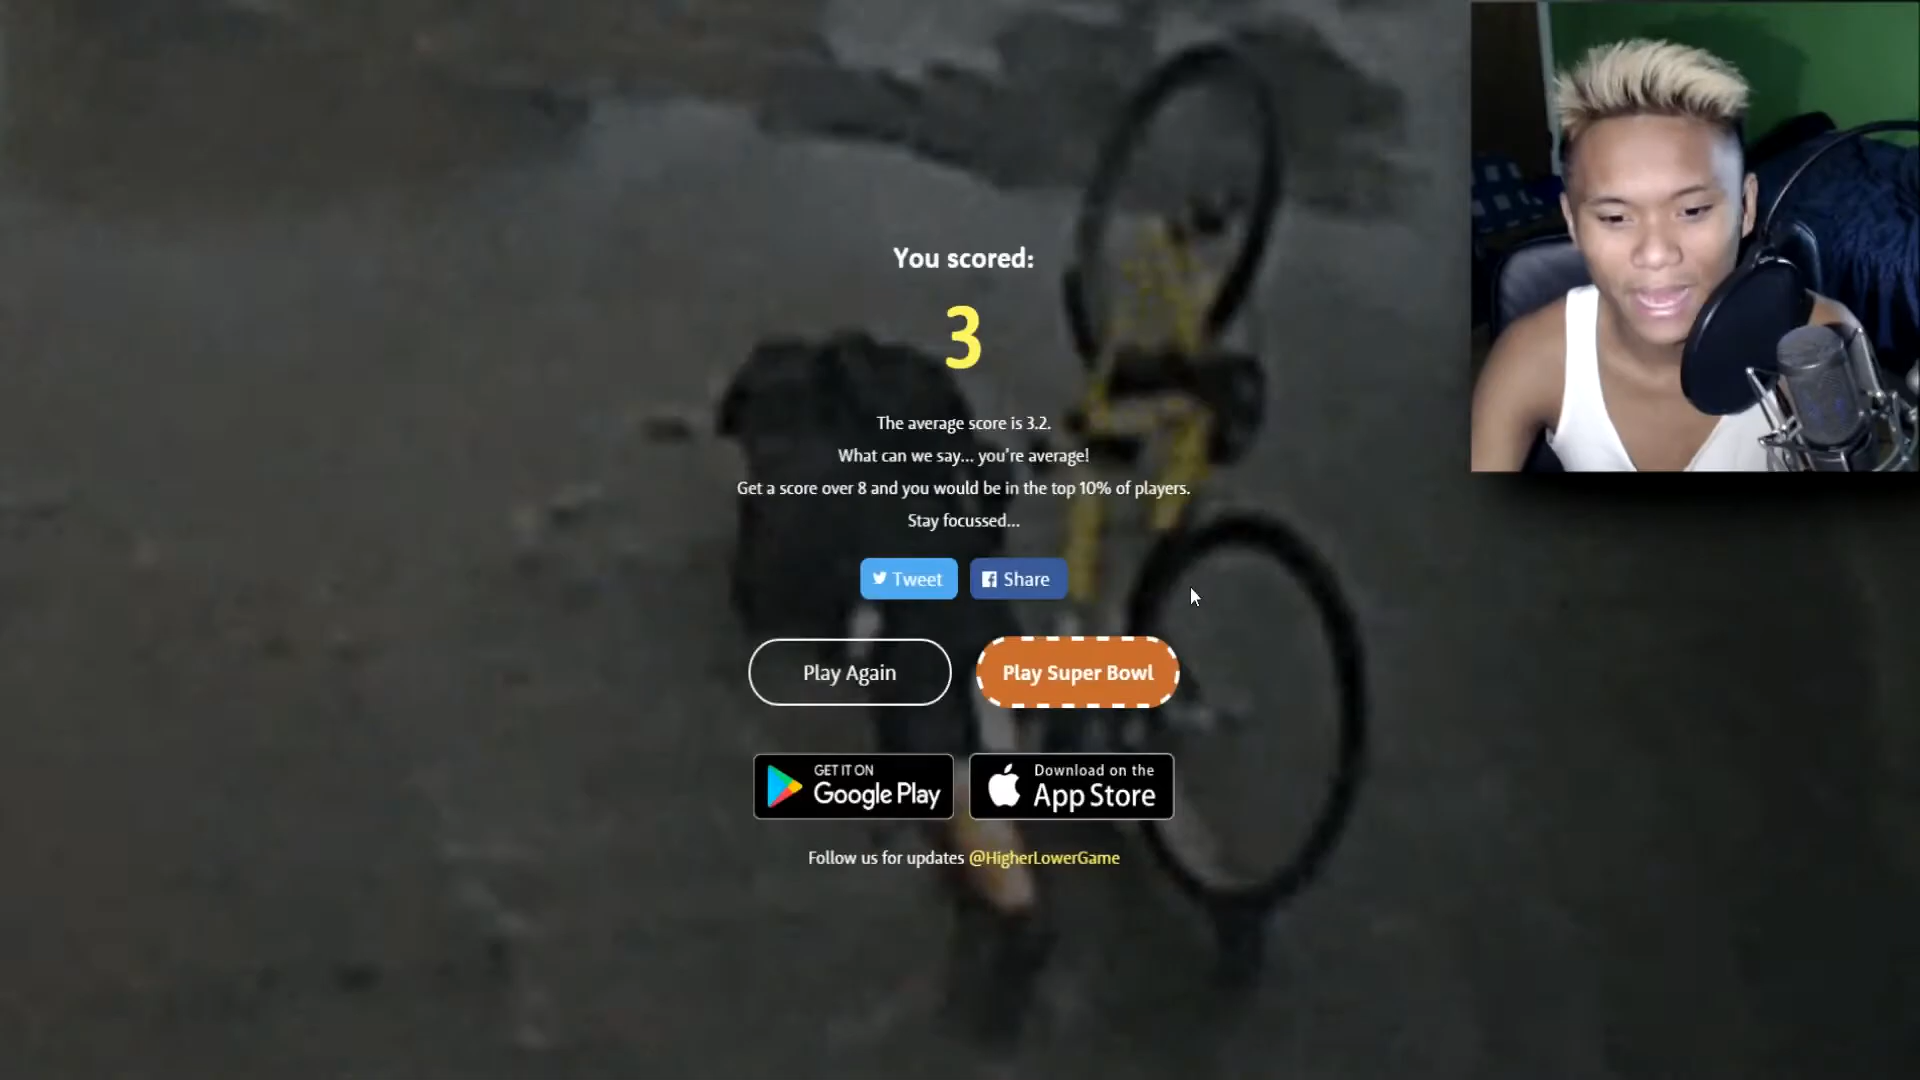 You scored:
3
The average score is 3.2.
What can we say... you're average!
Get a score over 8 and you would be in the top 10% of players.
Stay focussed...
Tweet
Share
Play Again
Play Super Bowl
GET IT ON
Google Play
Download on the
App Store
Follow us for updates @HigherLowerGame